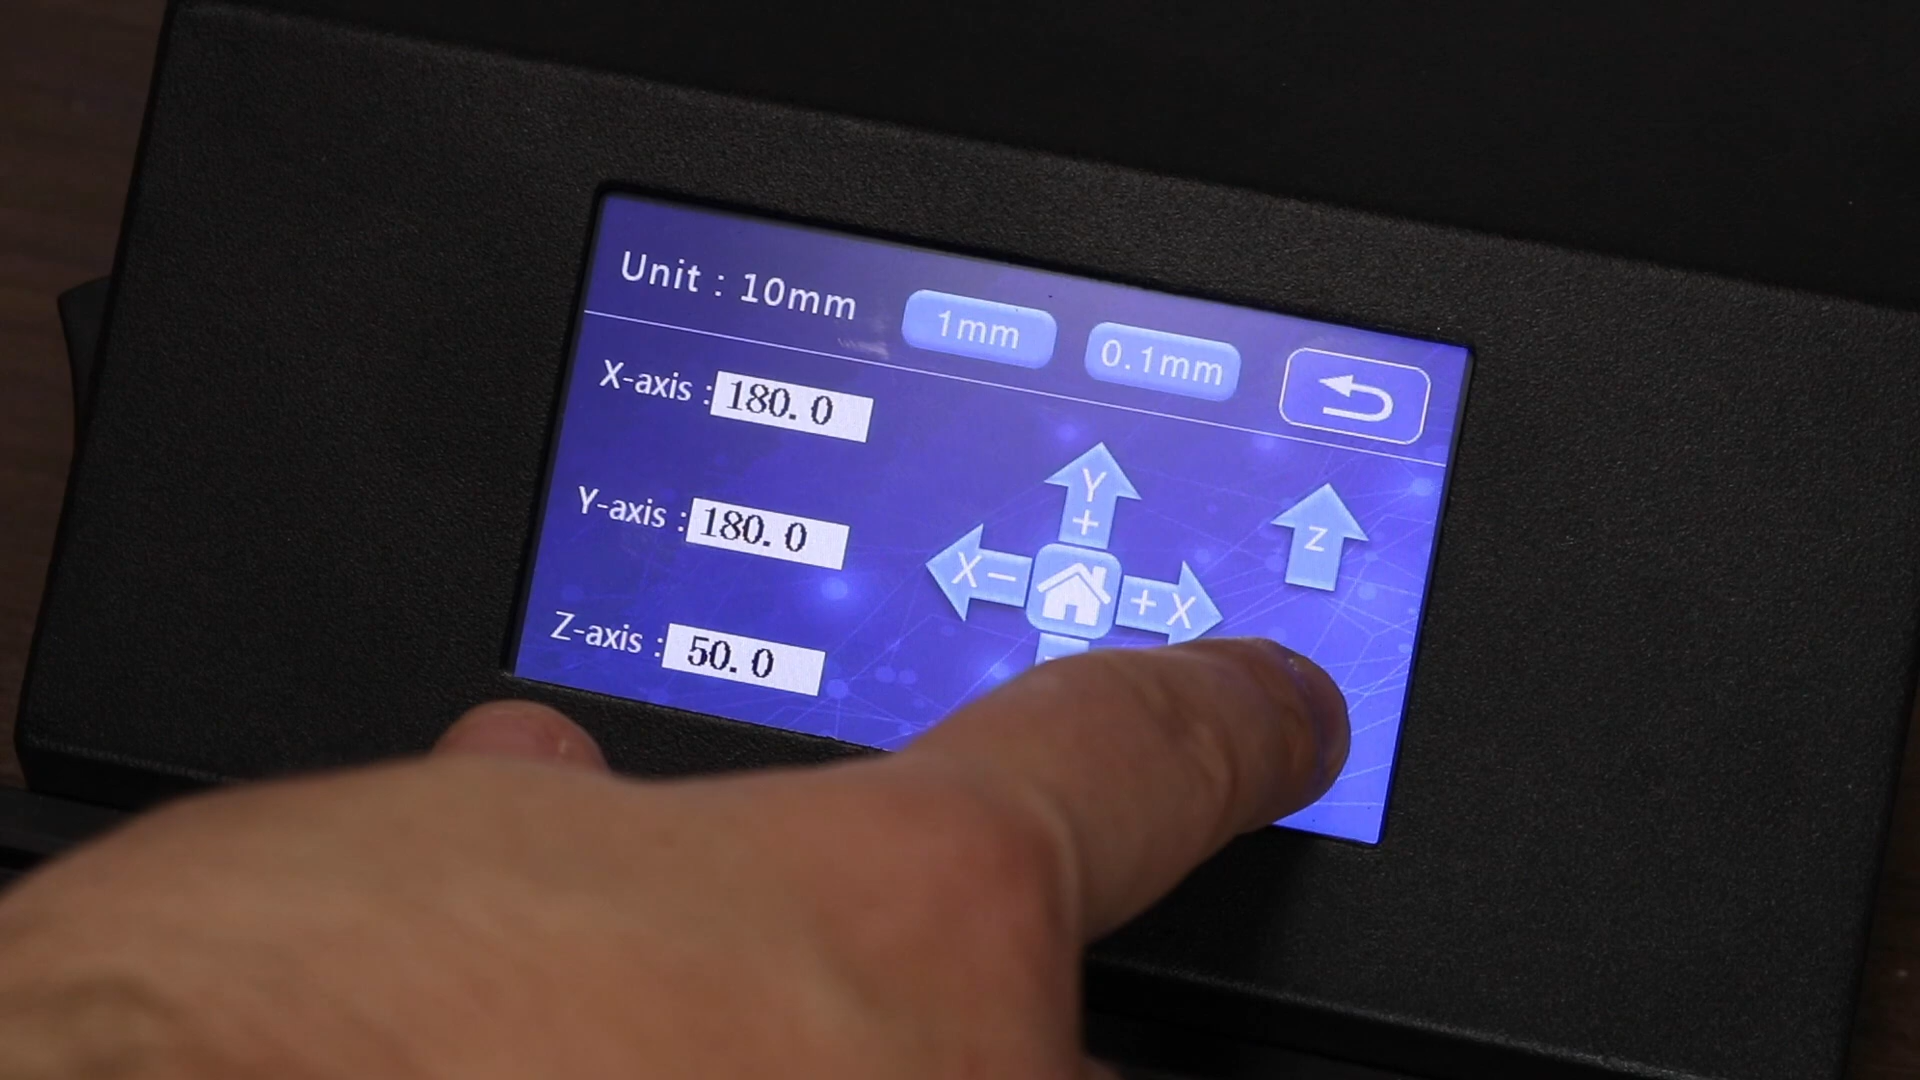 Unit : 10mm
1mm
0.1mm
X-axis : 180.0
Y-axis : 180.0
Z-axis : 50.0
Y
+
X −
+ X
Z